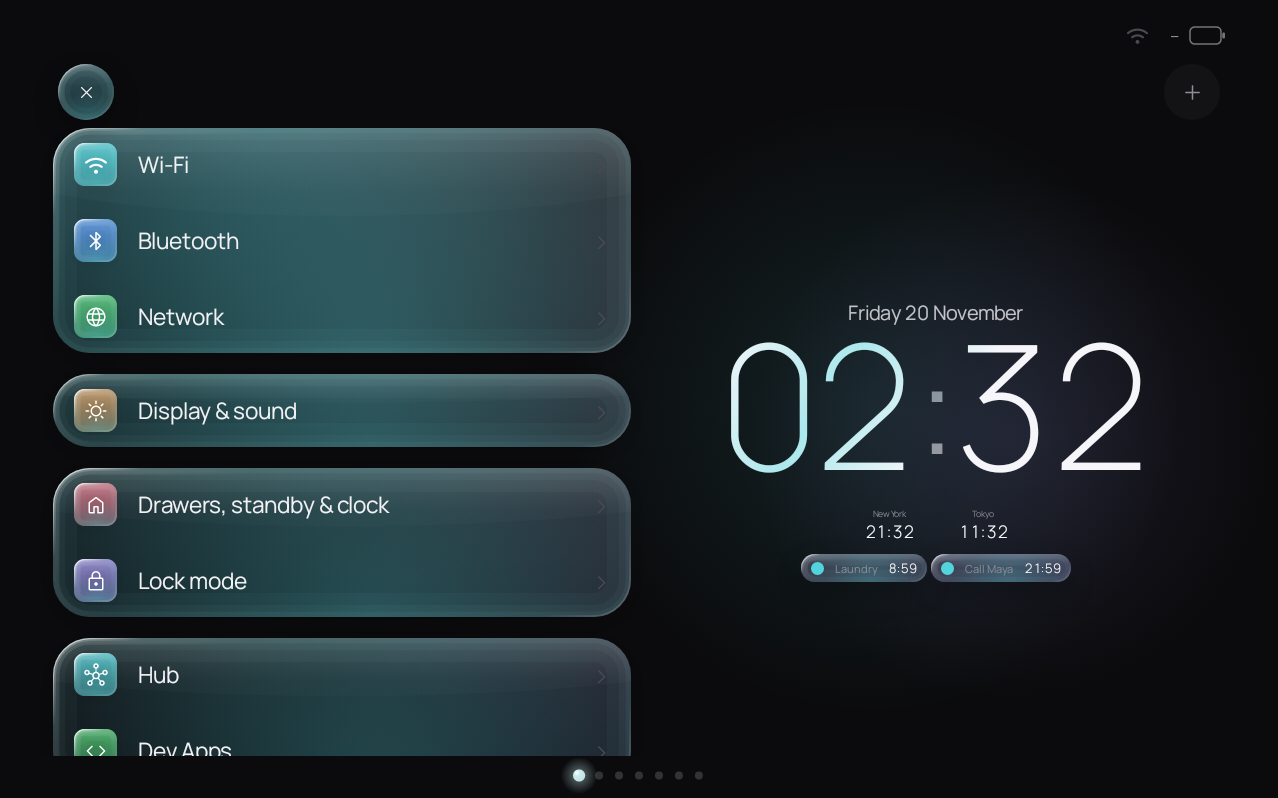 Wi-Fi
Bluetooth
Network
Display & sound
Drawers, standby & clock
Lock mode
Hub
Dev Apps
Friday 20 November
02:32
New York Tokyo
21:32 11:32
Laundry 8:59 Call Maya 21:59